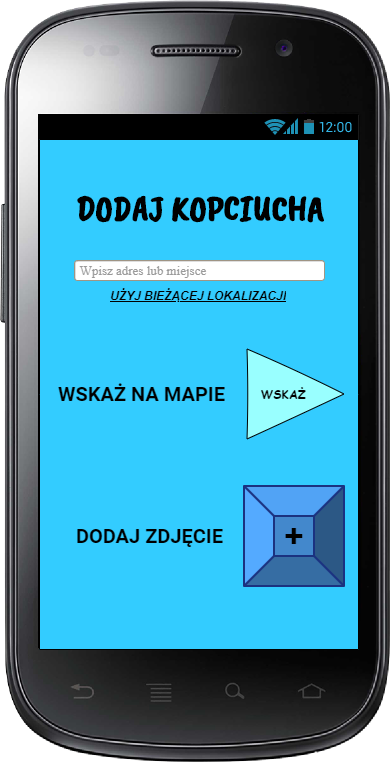 12:00
DODAJ KOPCIUCHA
Wpisz adres lub miejsce
UŻYJ BIEŻĄCEJ LOKALIZACJI
WSKAŻ NA MAPIE
WSKAŻ
DODAJ ZDJĘCIE
+